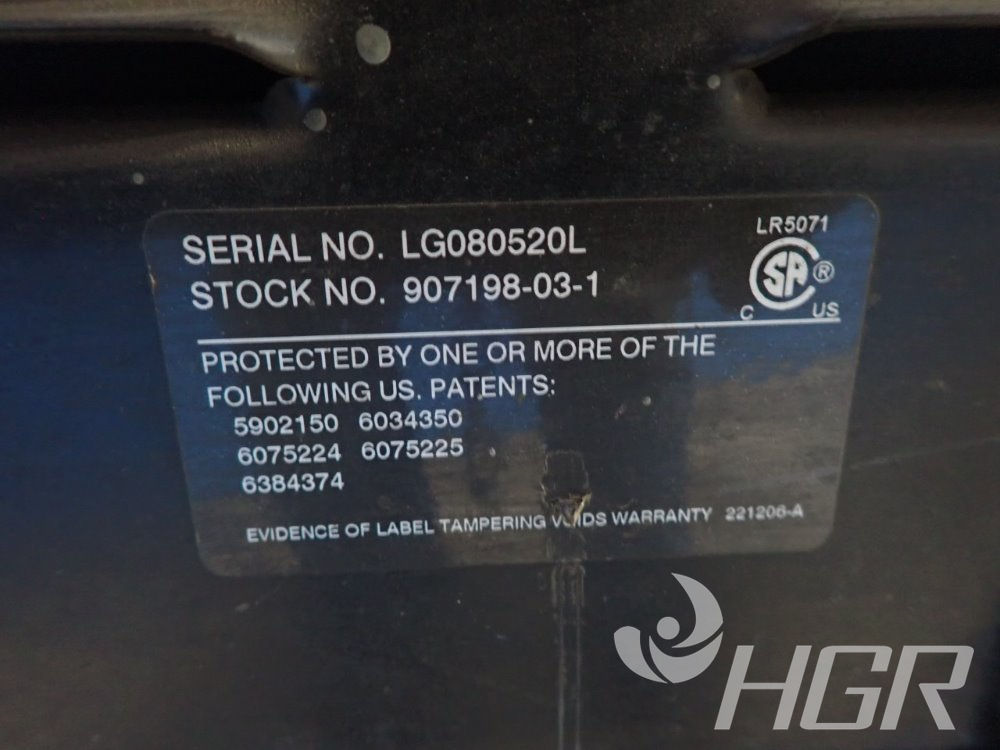 LR5071
SERIAL NO. LG080520L
STOCK NO. 907198-03-1
SA ®
C US
PROTECTED BY ONE OR MORE OF THE
FOLLOWING US. PATENTS:
5902150 6034350
6075224 6075225
6384374
EVIDENCE OF LABEL TAMPERING VOIDS WARRANTY 221206-A
HGR